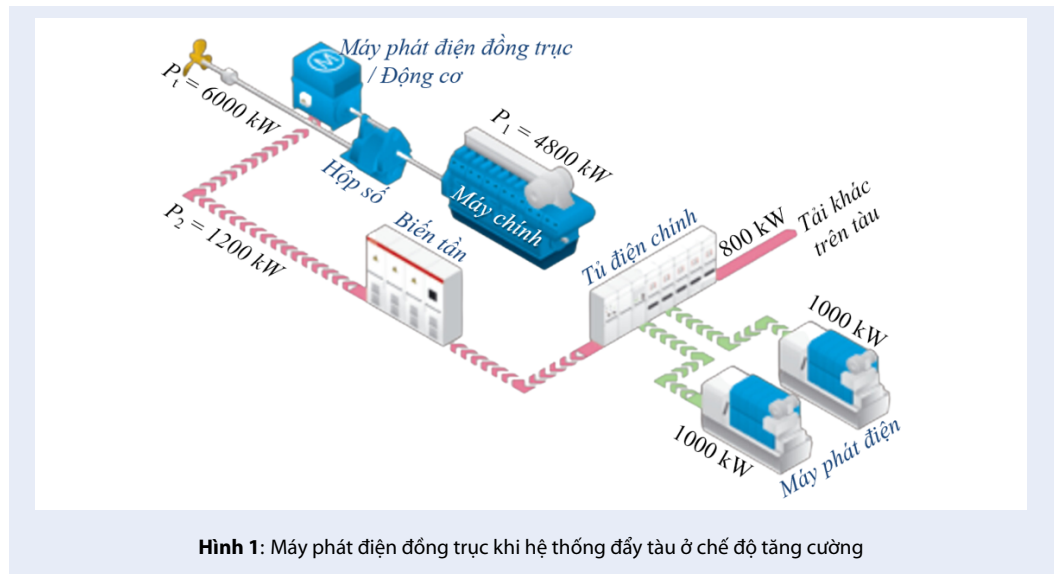 Máy phát điện đồng trục
/ Động cơ
M
Pt = 6000 kW
P1 = 4800 kW
Hộp số
Máy chính
P2 = 1200 kW
Biến tần
Tủ điện chính
800 kW
Tải khác
trên tàu
1000 kW
1000 kW
Máy phát điện
Hình 1: Máy phát điện đồng trục khi hệ thống đẩy tàu ở chế độ tăng cường